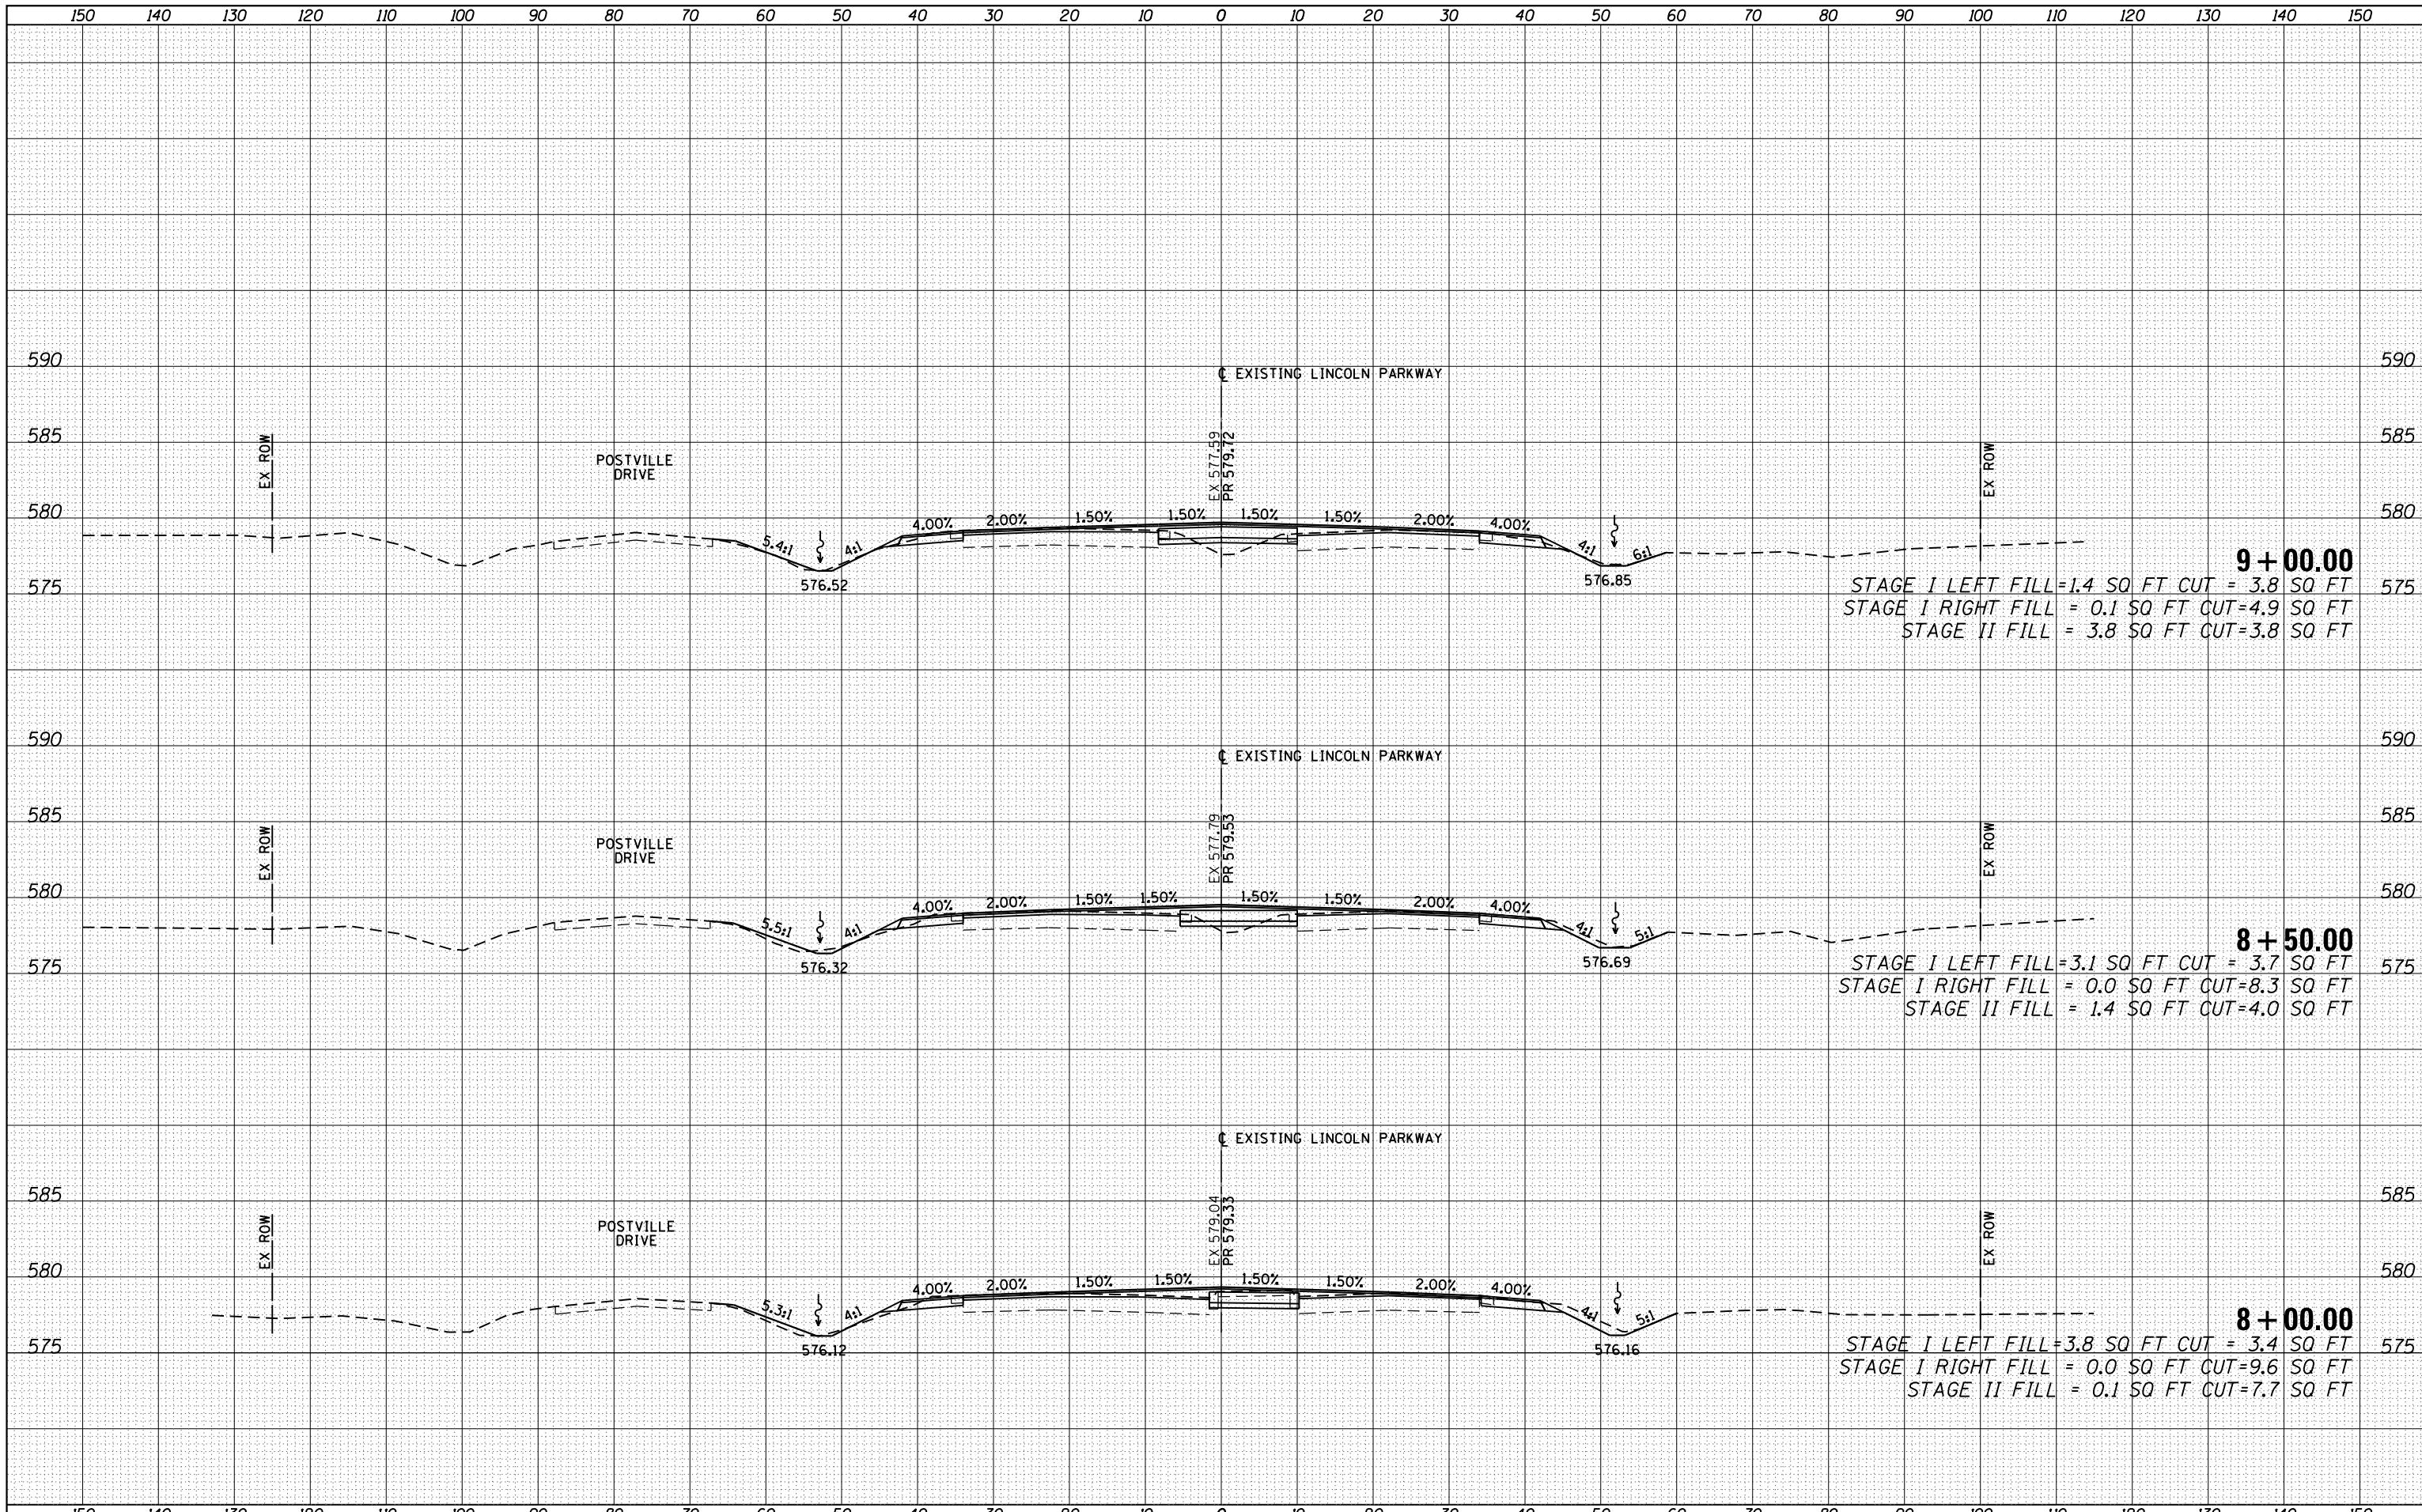 150 140 130 120 110 100 90 80 70 60 50 40 30 20 10 0 10 20 30 40 50 60 70 80 90 100 110 120 130 140 150
590 590
℄ EXISTING LINCOLN PARKWAY
585 585
EX ROW
POSTVILLE
DRIVE
EX 577.59
PR 579.72
EX ROW
580 580
5.4:1 4:1 4.00% 2.00% 1.50% 1.50% 1.50% 1.50% 2.00% 4.00% 4:1 6:1
576.52 576.85
9+00.00
575 575
STAGE I LEFT FILL=1.4 SQ FT CUT = 3.8 SQ FT
STAGE I RIGHT FILL = 0.1 SQ FT CUT=4.9 SQ FT
STAGE II FILL = 3.8 SQ FT CUT=3.8 SQ FT
590 590
℄ EXISTING LINCOLN PARKWAY
585 585
EX ROW
POSTVILLE
DRIVE
EX 577.79
PR 579.53
EX ROW
580 580
5.5:1 4:1 4.00% 2.00% 1.50% 1.50% 1.50% 1.50% 2.00% 4.00% 4:1 5:1
576.32 576.69
8+50.00
575 575
STAGE I LEFT FILL=3.1 SQ FT CUT = 3.7 SQ FT
STAGE I RIGHT FILL = 0.0 SQ FT CUT=8.3 SQ FT
STAGE II FILL = 1.4 SQ FT CUT=4.0 SQ FT
℄ EXISTING LINCOLN PARKWAY
585 585
EX ROW
POSTVILLE
DRIVE
EX 579.04
PR 579.33
EX ROW
580 580
5.3:1 4:1 4.00% 2.00% 1.50% 1.50% 1.50% 1.50% 2.00% 4.00% 4:1 5:1
576.12 576.16
8+00.00
575 575
STAGE I LEFT FILL=3.8 SQ FT CUT = 3.4 SQ FT
STAGE I RIGHT FILL = 0.0 SQ FT CUT=9.6 SQ FT
STAGE II FILL = 0.1 SQ FT CUT=7.7 SQ FT